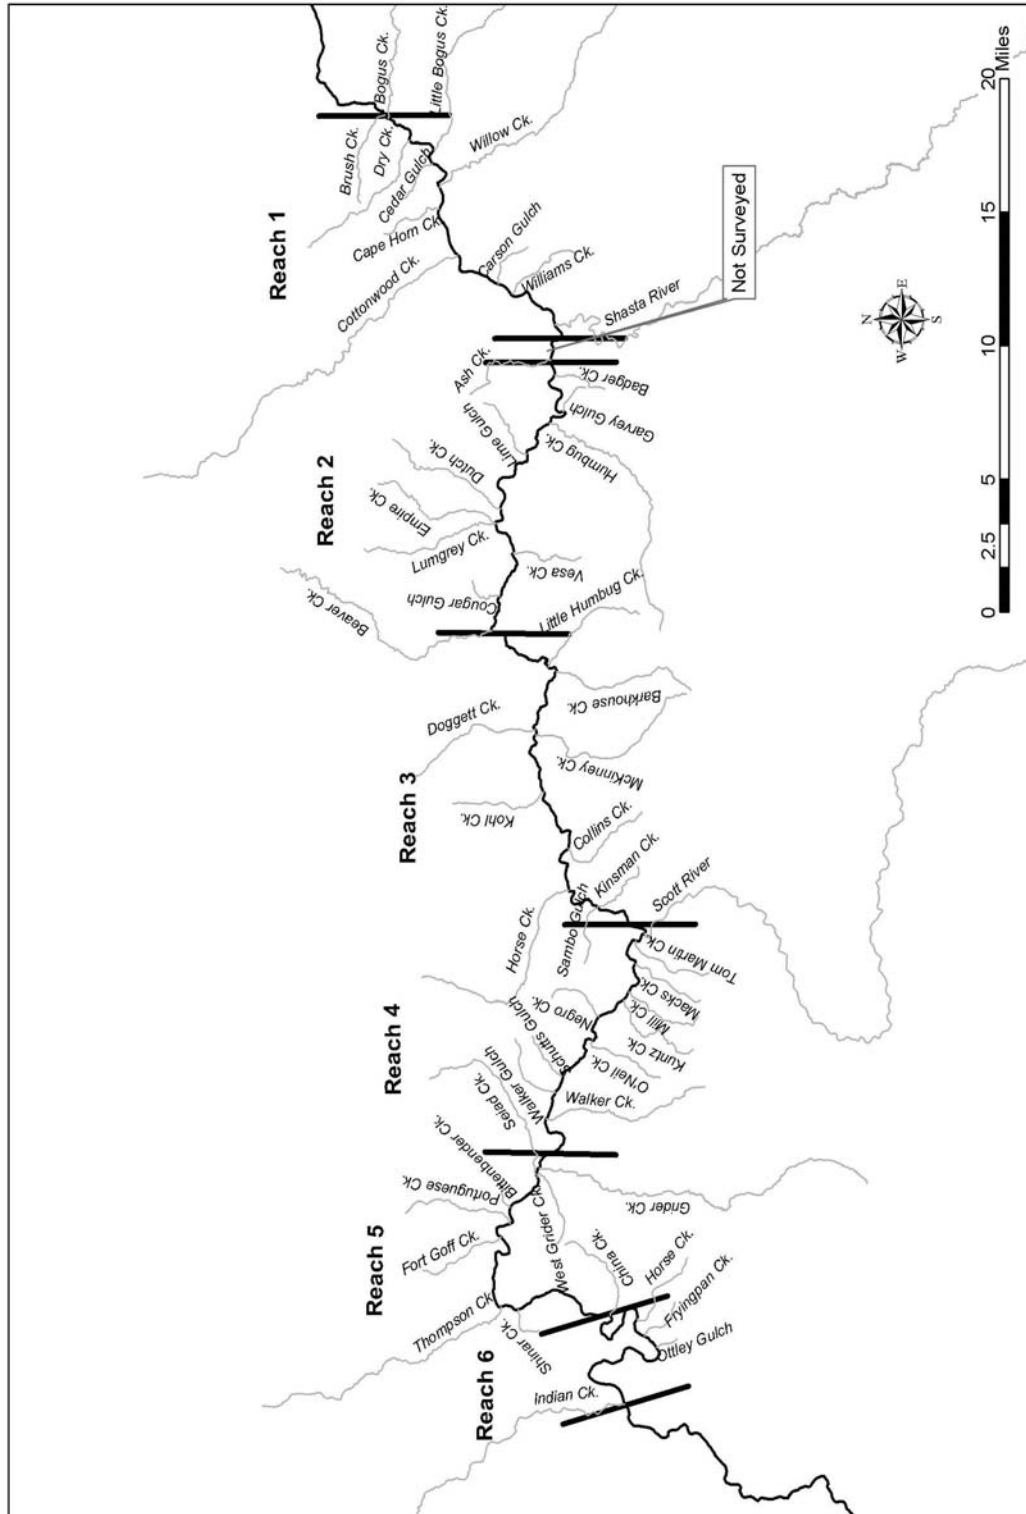 Reach 1
Brush Ck.
Bogus Ck.
Little Bogus Ck.
Dry Ck.
Cedar Gulch
Willow Ck.
Cape Horn Ck.
Cottonwood Ck.
Carson Gulch
Williams Ck.
Shasta River
Not Surveyed
Reach 2
Ash Ck.
Badger Ck.
Lime Gulch
Garvey Gulch
Humbug Ck.
Dutch Ck.
Empire Ck.
Lumgrey Ck.
Vesa Ck.
Cougar Gulch
Beaver Ck.
Little Humbug Ck.
Reach 3
Doggett Ck.
Barkhouse Ck.
McKinney Ck.
Kohl Ck.
Collins Ck.
Kinsman Ck.
Horse Ck.
Sambo Gulch
Scott River
Reach 4
Tom Martin Ck.
Macks Ck.
Mill Ck.
Kuntz Ck.
Negro Ck.
O'Neil Ck.
Schutts Gulch
Walker Gulch
Walker Ck.
Seiad Ck.
Reach 5
Bittenbender Ck.
Portuguese Ck.
Grider Ck.
West Grider Ck.
Fort Goff Ck.
Thompson Ck.
Shinar Ck.
China Ck.
Reach 6
Horse Ck.
Fryingpan Ck.
Ottley Gulch
Indian Ck.
N
E
S
W
0 2.5 5 10 15 20
Miles